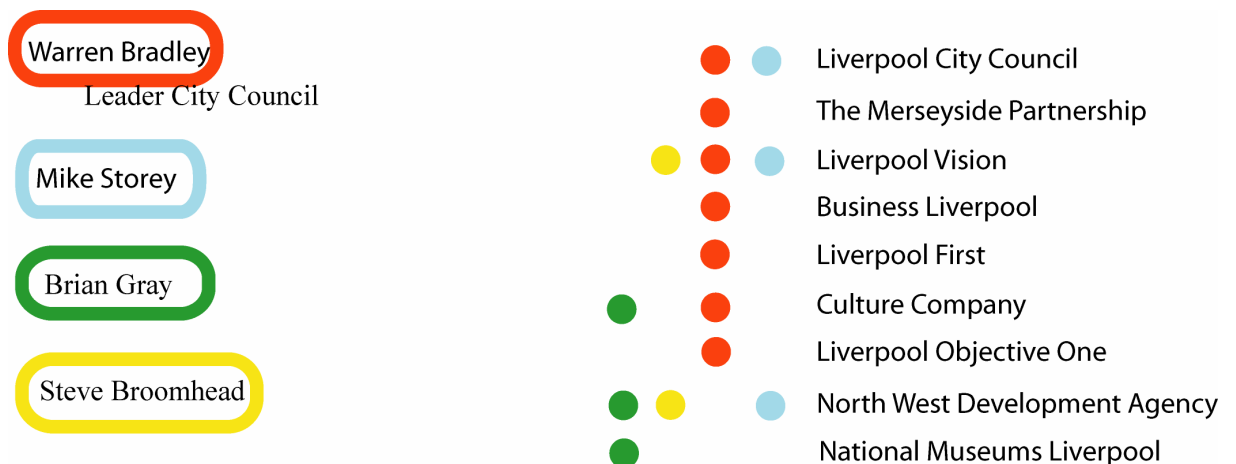 Warren Bradley
Leader City Council
Mike Storey
Brian Gray
Steve Broomhead
Liverpool City Council
The Merseyside Partnership
Liverpool Vision
Business Liverpool
Liverpool First
Culture Company
Liverpool Objective One
North West Development Agency
National Museums Liverpool